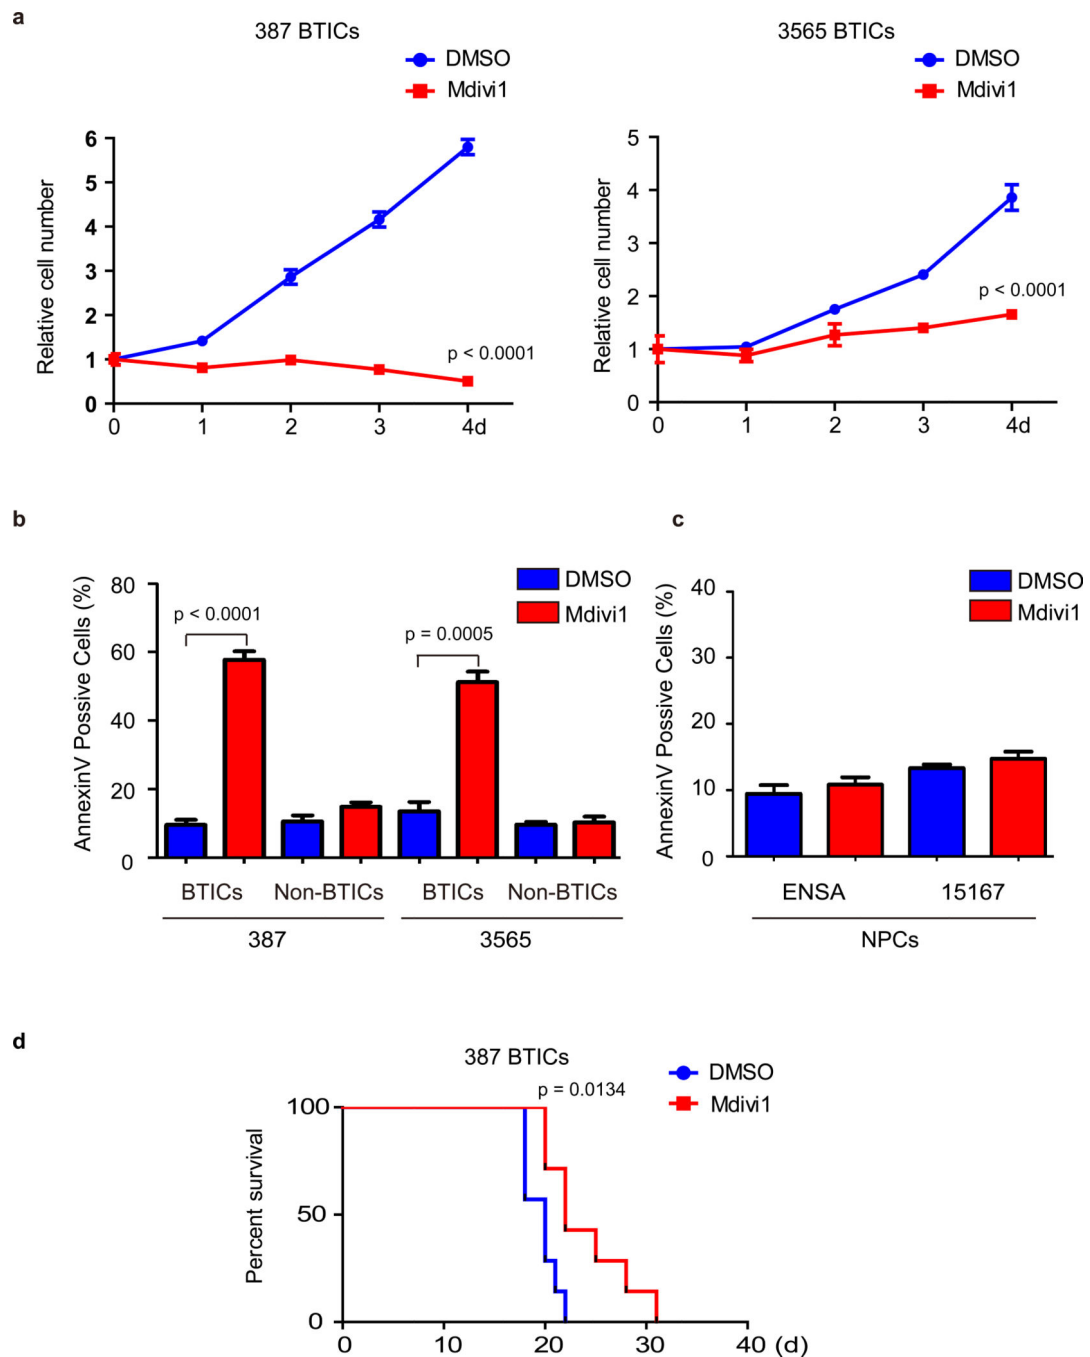 a
387 BTICs
DMSO
Mdivi1
Relative cell number
6
5
4
3
2
1
0
p < 0.0001
0 1 2 3 4d
3565 BTICs
DMSO
Mdivi1
Relative cell number
5
4
3
2
1
0
p < 0.0001
0 1 2 3 4d
b
DMSO
Mdivi1
AnnexinV Possive Cells (%)
80
60
40
20
0
p < 0.0001
p = 0.0005
BTICs Non-BTICs BTICs Non-BTICs
387 3565
c
DMSO
Mdivi1
AnnexinV Possive Cells (%)
40
30
20
10
0
ENSA 15167
NPCs
d
387 BTICs
p = 0.0134
DMSO
Mdivi1
Percent survival
100
50
0
0 10 20 30 40 (d)